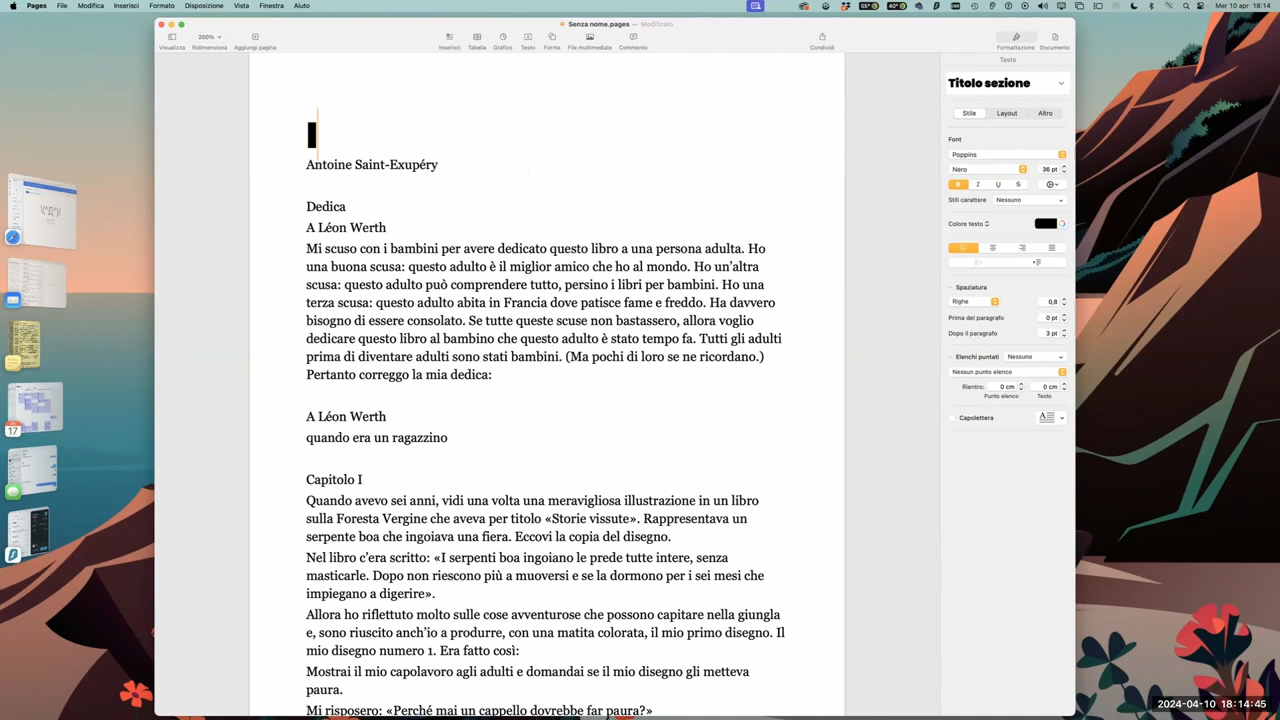 Pages File Modifica Inserisci Formato Disposizione Vista Finestra Aiuto
55° 40° Mer 10 apr 18:14
Senza nome.pages — Modificato
200%
Visualizza Ridimensiona Aggiungi pagina Inserisci Tabella Grafico Testo Forma File multimediale Commento Condividi Formattazione Documento
Testo
Titolo sezione
Stile Layout Altro
Font
Poppins
Nero 36 pt
B I U S
Stili carattere Nessuno
Colore testo
Spaziatura
Righe 0,8
Prima del paragrafo 0 pt
Dopo il paragrafo 3 pt
Elenchi puntati Nessuno
Nessun punto elenco
Rientro: 0 cm 0 cm
Punto elenco Testo
Capolettera
Antoine Saint-Exupéry
Dedica
A Léon Werth
Mi scuso con i bambini per avere dedicato questo libro a una persona adulta. Ho
una buona scusa: questo adulto è il miglior amico che ho al mondo. Ho un’altra
scusa: questo adulto può comprendere tutto, persino i libri per bambini. Ho una
terza scusa: questo adulto abita in Francia dove patisce fame e freddo. Ha davvero
bisogno di essere consolato. Se tutte queste scuse non bastassero, allora voglio
dedicare questo libro al bambino che questo adulto è stato tempo fa. Tutti gli adulti
prima di diventare adulti sono stati bambini. (Ma pochi di loro se ne ricordano.)
Pertanto correggo la mia dedica:
A Léon Werth
quando era un ragazzino
Capitolo I
Quando avevo sei anni, vidi una volta una meravigliosa illustrazione in un libro
sulla Foresta Vergine che aveva per titolo «Storie vissute». Rappresentava un
serpente boa che ingoiava una fiera. Eccovi la copia del disegno.
Nel libro c’era scritto: «I serpenti boa ingoiano le prede tutte intere, senza
masticarle. Dopo non riescono più a muoversi e se la dormono per i sei mesi che
impiegano a digerire».
Allora ho riflettuto molto sulle cose avventurose che possono capitare nella giungla
e, sono riuscito anch’io a produrre, con una matita colorata, il mio primo disegno. Il
mio disegno numero 1. Era fatto così:
Mostrai il mio capolavoro agli adulti e domandai se il mio disegno gli metteva
paura.
Mi risposero: «Perché mai un cappello dovrebbe far paura?»
17
2024-04-10 18:14:45